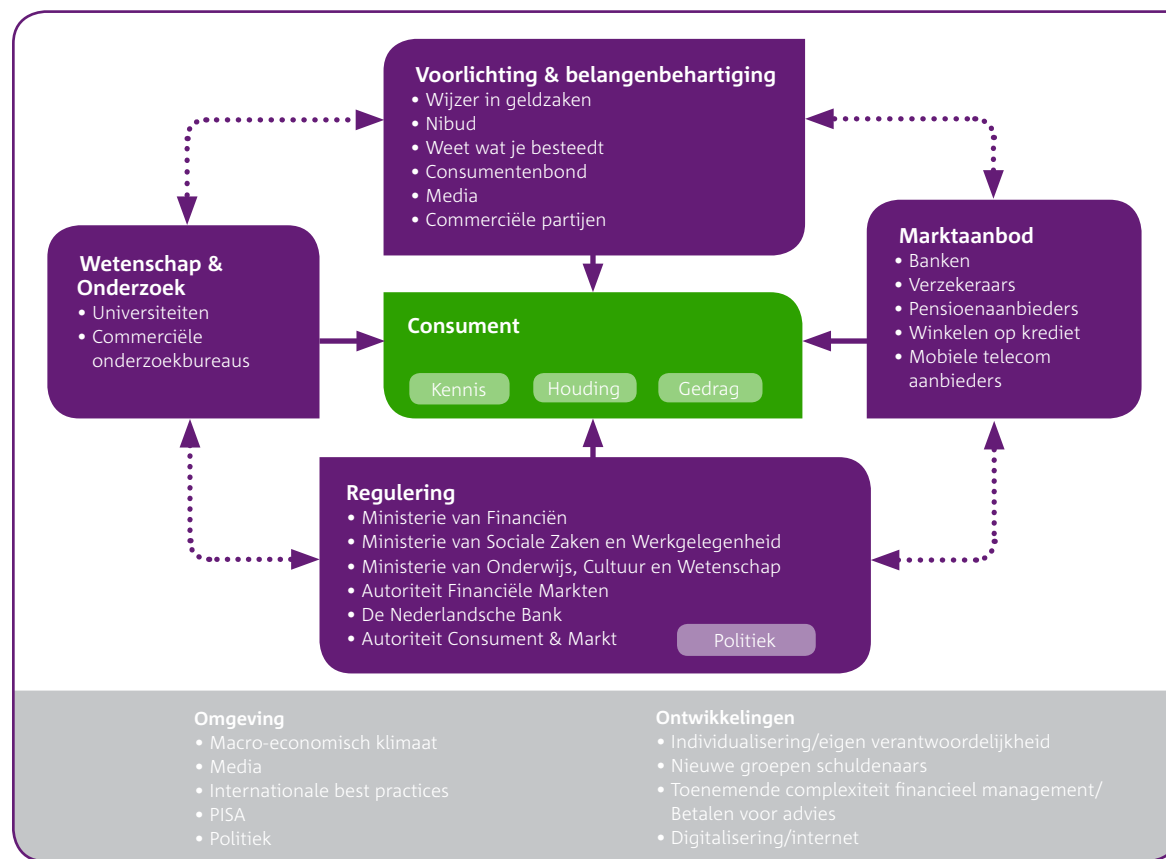 Voorlichting & belangenbehartiging
• Wijzer in geldzaken
• Nibud
• Weet wat je besteedt
• Consumentenbond
• Media
• Commerciële partijen
Wetenschap &
Onderzoek
• Universiteiten
• Commerciële
onderzoekbureaus
Consument
Kennis
Houding
Gedrag
Marktaanbod
• Banken
• Verzekeraars
• Pensioenaanbieders
• Winkelen op krediet
• Mobiele telecom
aanbieders
Regulering
• Ministerie van Financiën
• Ministerie van Sociale Zaken en Werkgelegenheid
• Ministerie van Onderwijs, Cultuur en Wetenschap
• Autoriteit Financiële Markten
• De Nederlandsche Bank
• Autoriteit Consument & Markt
Politiek
Omgeving
• Macro-economisch klimaat
• Media
• Internationale best practices
• PISA
• Politiek
Ontwikkelingen
• Individualisering/eigen verantwoordelijkheid
• Nieuwe groepen schuldenaars
• Toenemende complexiteit financieel management/
Betalen voor advies
• Digitalisering/internet